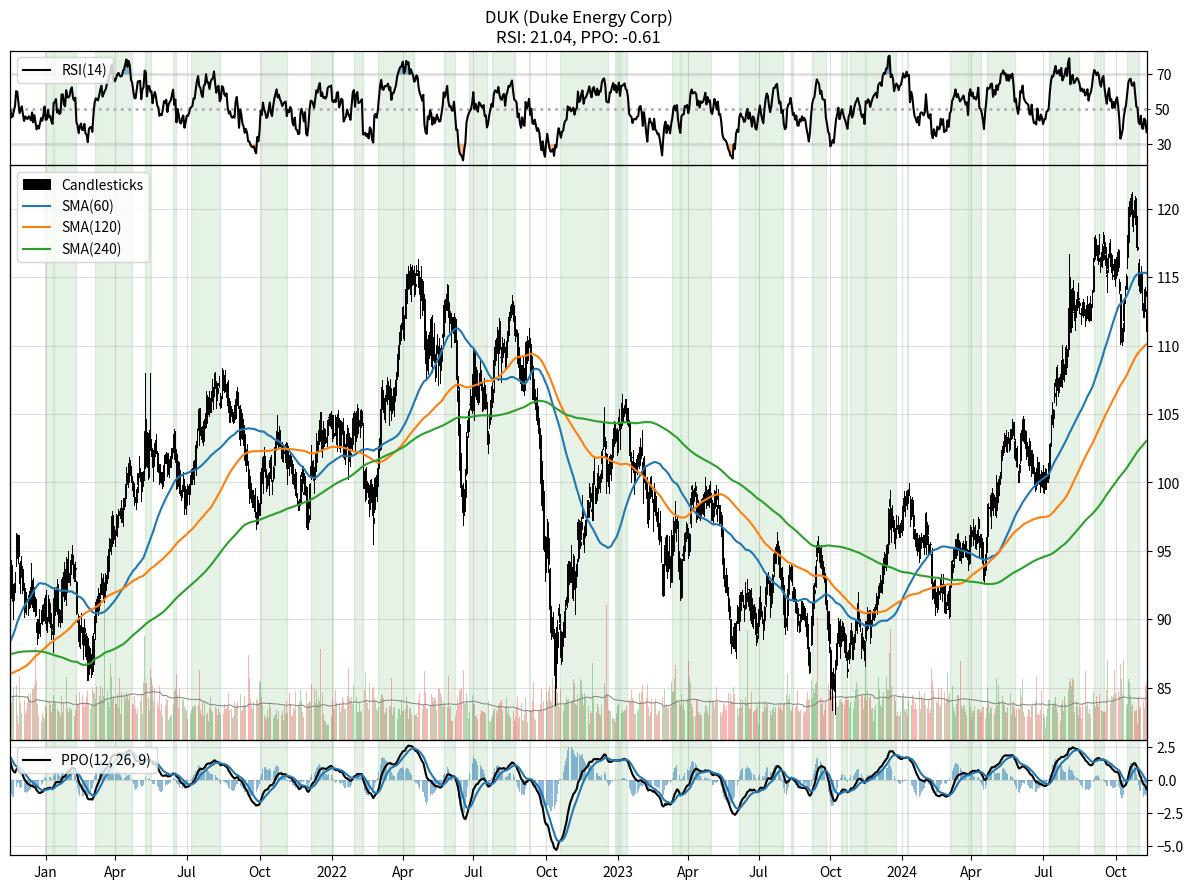 DUK (Duke Energy Corp)
RSI: 21.04, PPO: -0.61
RSI(14)
70
50
30
Candlesticks
SMA(60)
SMA(120)
SMA(240)
120
115
110
105
100
95
90
85
PPO(12, 26, 9)
2.5
0.0
−2.5
−5.0
Jan Apr Jul Oct 2022 Apr Jul Oct 2023 Apr Jul Oct 2024 Apr Jul Oct